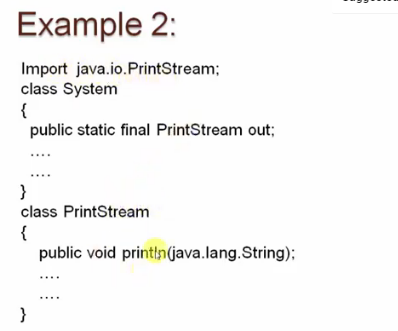 Example 2:
Import java.io.PrintStream;
class System
{
public static final PrintStream out;
....
....
}
class PrintStream
{
public void println(java.lang.String);
....
....
}